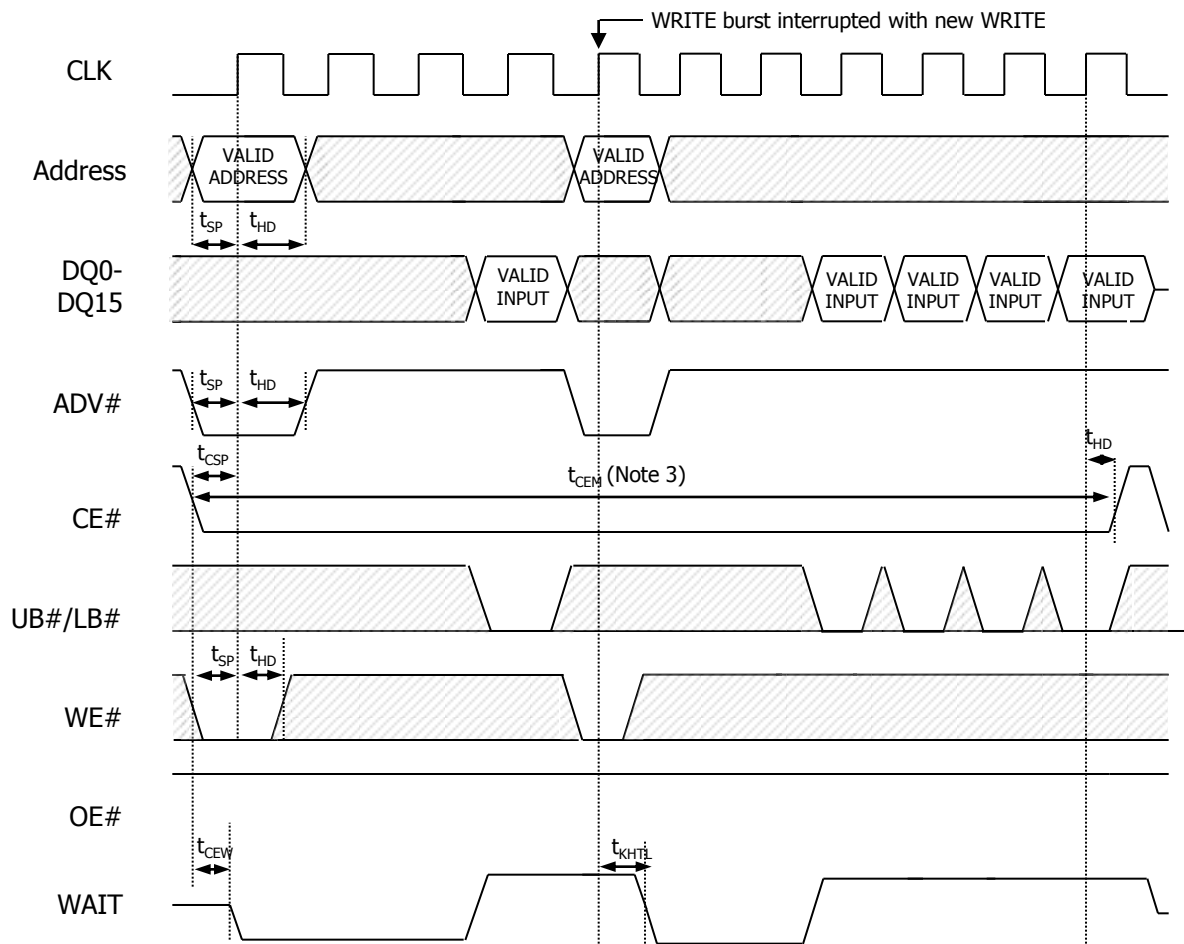 WRITE burst interrupted with new WRITE
CLK
Address
VALID
ADDRESS
VALID
ADDRESS
tSP
tHD
DQ0-
DQ15
VALID
INPUT
VALID
INPUT
VALID
INPUT
VALID
INPUT
VALID
INPUT
ADV#
tSP
tHD
CE#
tCSP
tCEM (Note 3)
tHD
UB#/LB#
WE#
tSP
tHD
OE#
WAIT
tCEW
tKHTL